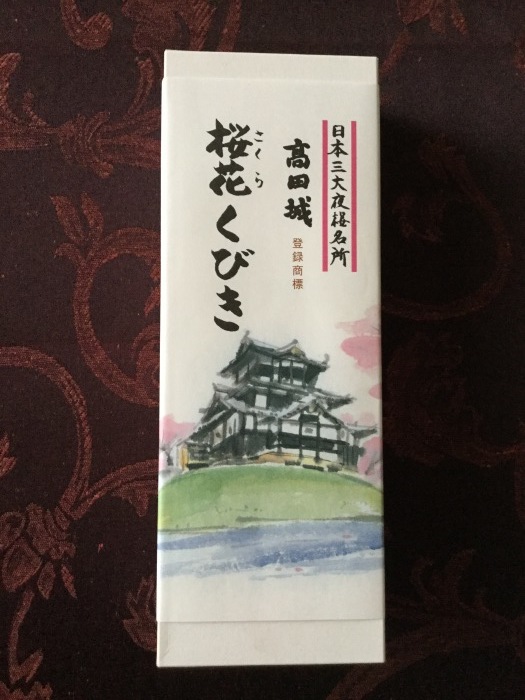 日本三大夜桜名所
高田城
登録商標
桜花くびき
さくら